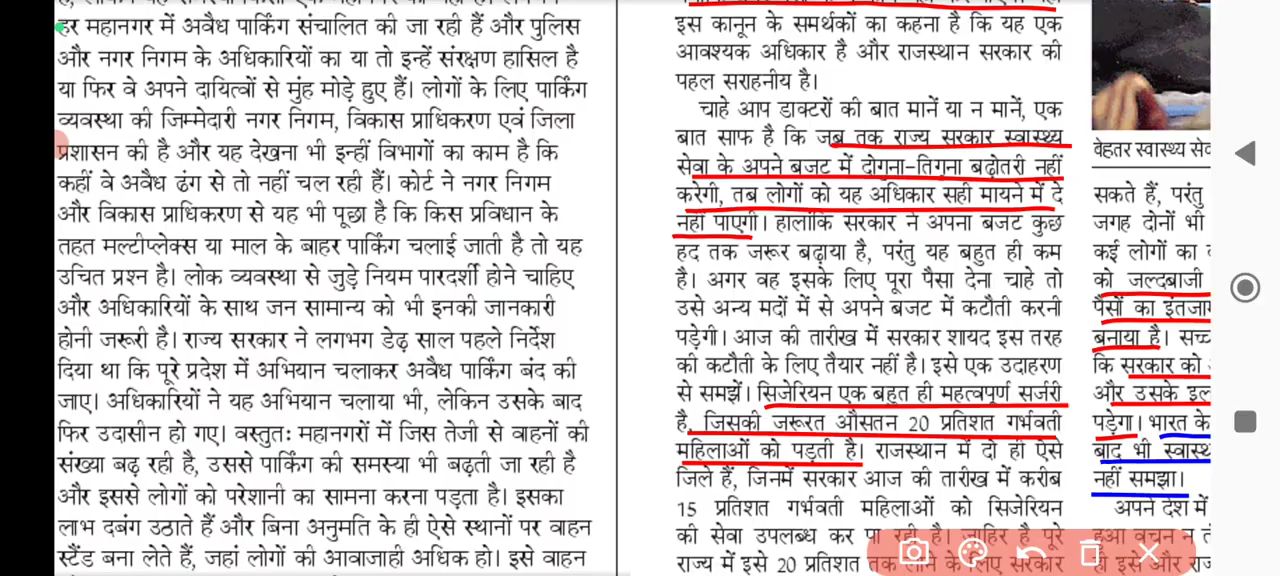 हर महानगर में अवैध पार्किंग संचालित की जा रही हैं और पुलिस
और नगर निगम के अधिकारियों का या तो इन्हें संरक्षण हासिल है
या फिर वे अपने दायित्वों से मुंह मोड़े हुए हैं। लोगों के लिए पार्किंग
व्यवस्था की जिम्मेदारी नगर निगम, विकास प्राधिकरण एवं जिला
प्रशासन की है और यह देखना भी इन्हीं विभागों का काम है कि
कहीं वे अवैध ढंग से तो नहीं चल रही हैं। कोर्ट ने नगर निगम
और विकास प्राधिकरण से यह भी पूछा है कि किस प्रविधान के
तहत मल्टीप्लेक्स या माल के बाहर पार्किंग चलाई जाती है तो यह
उचित प्रश्न है। लोक व्यवस्था से जुड़े नियम पारदर्शी होने चाहिए
और अधिकारियों के साथ जन सामान्य को भी इनकी जानकारी
होनी जरूरी है। राज्य सरकार ने लगभग डेढ़ साल पहले निर्देश
दिया था कि पूरे प्रदेश में अभियान चलाकर अवैध पार्किंग बंद की
जाए। अधिकारियों ने यह अभियान चलाया भी, लेकिन उसके बाद
फिर उदासीन हो गए। वस्तुतः महानगरों में जिस तेजी से वाहनों की
संख्या बढ़ रही है, उससे पार्किंग की समस्या भी बढ़ती जा रही है
और इससे लोगों को परेशानी का सामना करना पड़ता है। इसका
लाभ दबंग उठाते हैं और बिना अनुमति के ही ऐसे स्थानों पर वाहन
स्टैंड बना लेते हैं, जहां लोगों की आवाजाही अधिक हो। इसे वाहन
इस कानून के समर्थकों का कहना है कि यह एक
आवश्यक अधिकार है और राजस्थान सरकार की
पहल सराहनीय है।
चाहे आप डाक्टरों की बात मानें या न मानें, एक
बात साफ है कि जब तक राज्य सरकार स्वास्थ्य
सेवा के अपने बजट में दोगुना-तिगुना बढ़ोतरी नहीं
करेगी, तब लोगों को यह अधिकार सही मायने में दे
नहीं पाएगी। हालांकि सरकार ने अपना बजट कुछ
हद तक जरूर बढ़ाया है, परंतु यह बहुत ही कम
है। अगर वह इसके लिए पूरा पैसा देना चाहे तो
उसे अन्य मदों में से अपने बजट में कटौती करनी
पड़ेगी। आज की तारीख में सरकार शायद इस तरह
की कटौती के लिए तैयार नहीं है। इसे एक उदाहरण
से समझें। सिजेरियन एक बहुत ही महत्वपूर्ण सर्जरी
है, जिसकी जरूरत औसतन 20 प्रतिशत गर्भवती
महिलाओं को पड़ती है। राजस्थान में दो ही ऐसे
जिले हैं, जिनमें सरकार आज की तारीख में करीब
15 प्रतिशत गर्भवती महिलाओं को सिजेरियन
की सेवा उपलब्ध कर पा रही है। जाहिर है पूरे
राज्य में इसे 20 प्रतिशत तक लाने के लिए सरकार
बेहतर स्वास्थ्य सेव
सकते हैं, परंतु
जगह दोनों भी
कई लोगों का
को जल्दबाजी
पैसों का इंतजा
बनाया है। सच्च
कि सरकार को
और उसके इल
पड़ेगा। भारत के
बाद भी स्वास्थ
नहीं समझा।
अपने देश में
हुआ वचन न